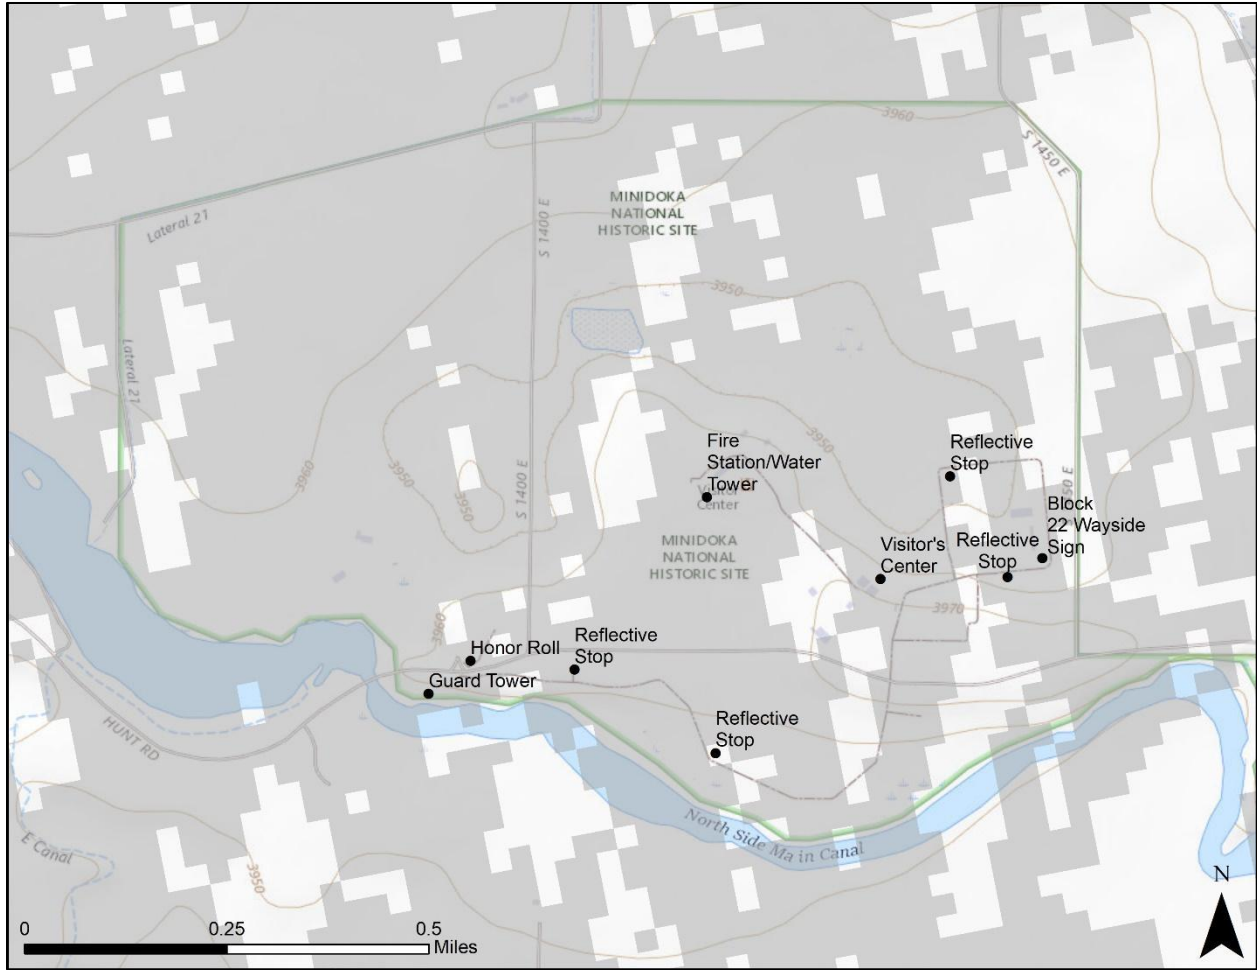 3960
S 1450 E
MINIDOKA
NATIONAL
HISTORIC SITE
Lateral 21
S 1400 E
3950
Lateral 21
Fire
Station/Water
Tower
3950
Reflective
Stop
3960
3950
3950
S 1400 E
Center
Block
22 Wayside
Sign
MINIDOKA
NATIONAL
HISTORIC SITE
Visitor's
Center
Reflective
Stop
3970
3960
Honor Roll
Reflective
Stop
Guard Tower
HUNT RD
Reflective
Stop
North Side Ma in Canal
E Canal
3950
N
0
0.25
0.5
Miles